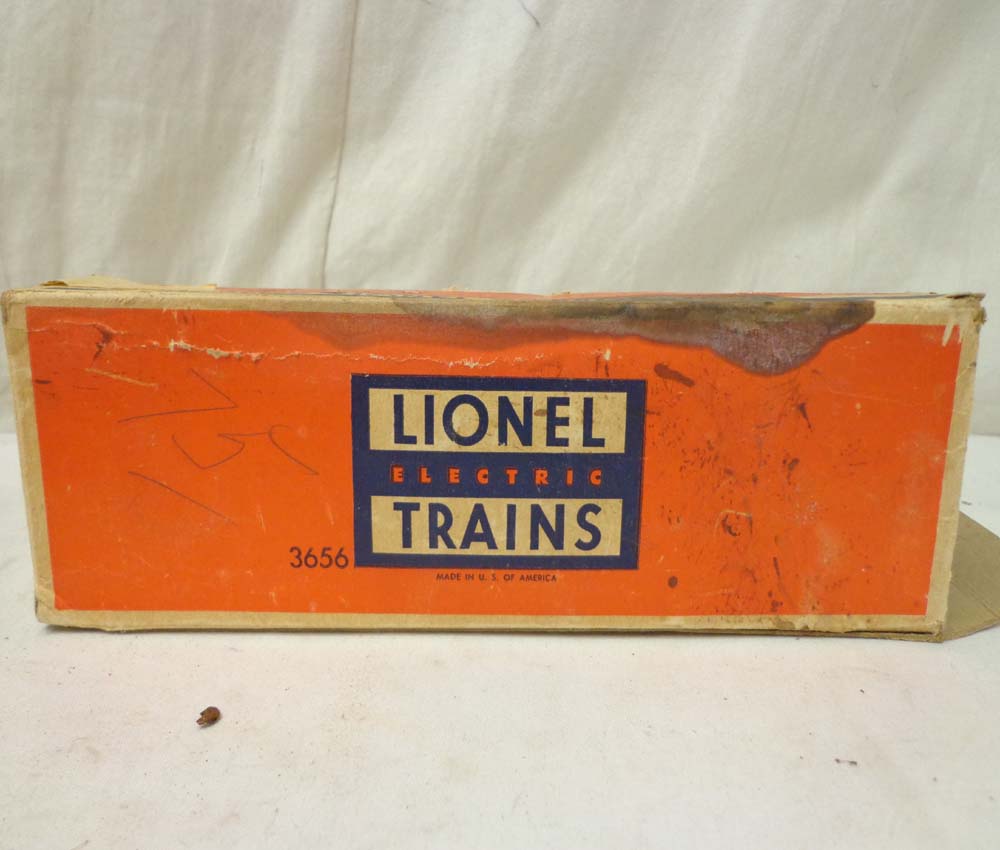 LIONEL
ELECTRIC
TRAINS
3656
MADE IN U. S. OF AMERICA